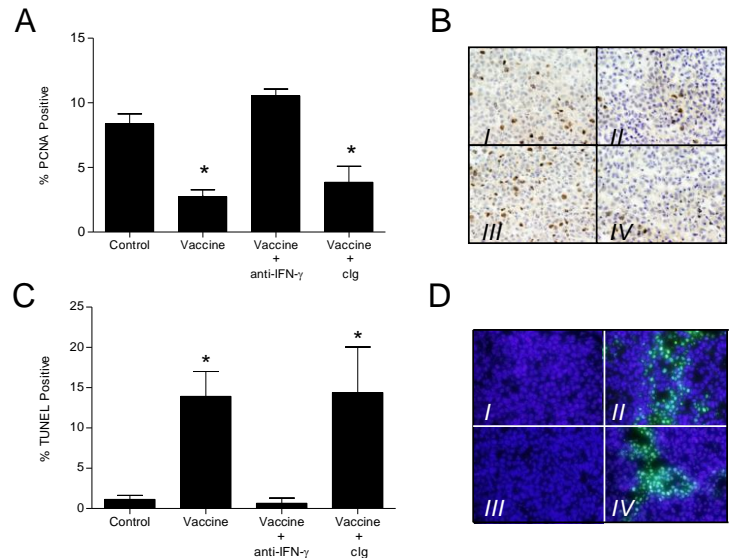 A
15
10
5
0
% PCNA Positive
*
*
Control
Vaccine
Vaccine
+
anti-IFN-γ
Vaccine
+
cIg
B
I
II
III
IV
C
25
20
15
10
5
0
% TUNEL Positive
*
*
Control
Vaccine
Vaccine
+
anti-IFN-γ
Vaccine
+
cIg
D
I
II
III
IV